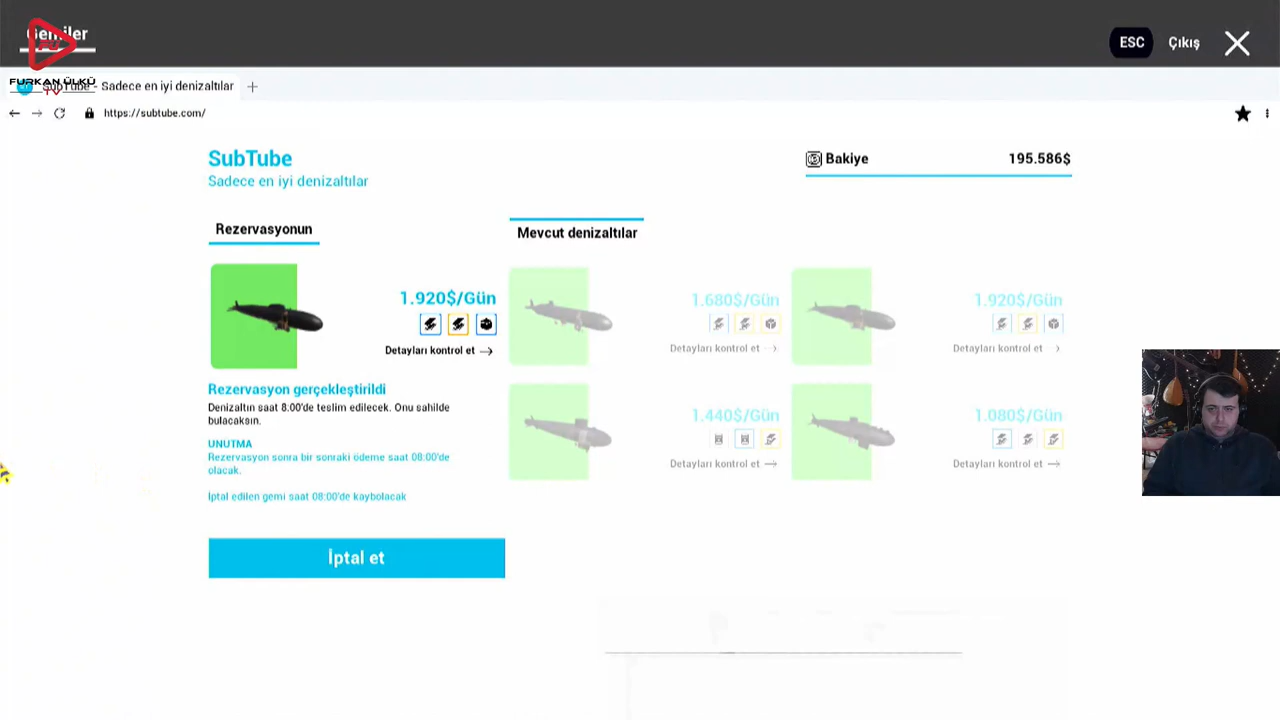 Gemiler
ESC
Çıkış
FURKAN ÜLKÜ
TV
SubTube - Sadece en iyi denizaltılar
https://subtube.com/
SubTube
Sadece en iyi denizaltılar
Bakiye
195.586$
Rezervasyonun
Mevcut denizaltılar
1.920$/Gün
Detayları kontrol et
1.680$/Gün
Detayları kontrol et
1.920$/Gün
Detayları kontrol et
Rezervasyon gerçekleştirildi
Denizaltın saat 8:00'de teslim edilecek. Onu sahilde
bulacaksın.
UNUTMA
Rezervasyon sonra bir sonraki ödeme saat 08:00'de
olacak.
İptal edilen gemi saat 08:00'de kaybolacak
1.440$/Gün
Detayları kontrol et
1.080$/Gün
Detayları kontrol et
İptal et